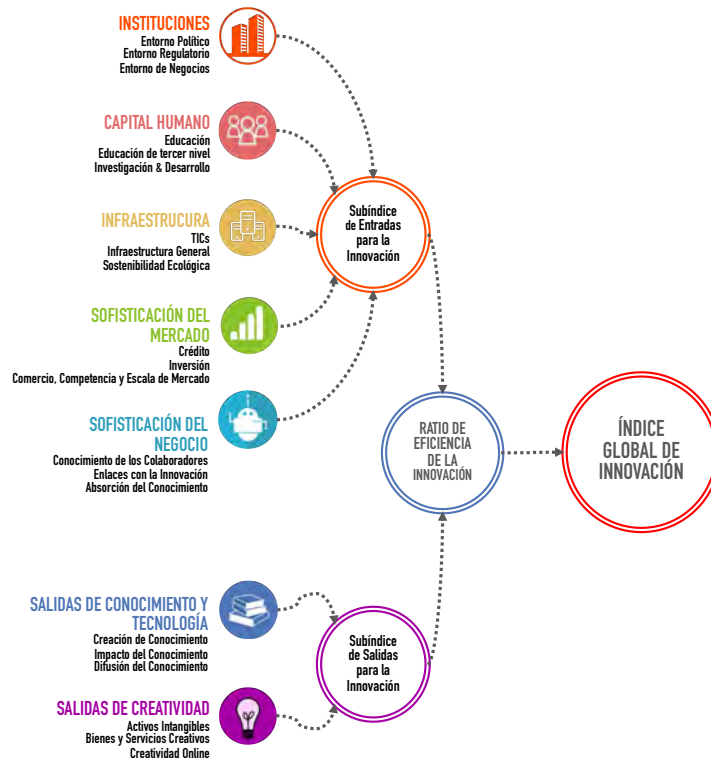 INSTITUCIONES
Entorno Político
Entorno Regulatorio
Entorno de Negocios
CAPITAL HUMANO
Educación
Educación de tercer nivel
Investigación & Desarrollo
INFRAESTRUCURA
TICs
Infraestructura General
Sostenibilidad Ecológica
SOFISTICACIÓN DEL
MERCADO
Crédito
Inversión
Comercio, Competencia y Escala de Mercado
SOFISTICACIÓN DEL
NEGOCIO
Conocimiento de los Colaboradores
Enlaces con la Innovación
Absorción del Conocimiento
SALIDAS DE CONOCIMIENTO Y
TECNOLOGÍA
Creación de Conocimiento
Impacto del Conocimiento
Difusión del Conocimiento
SALIDAS DE CREATIVIDAD
Activos Intangibles
Bienes y Servicios Creativos
Creatividad Online
Subíndice
de Entradas
para la
Innovación
Subíndice
de Salidas
para la
Innovación
RATIO DE
EFICIENCIA
DE LA
INNOVACIÓN
ÍNDICE
GLOBAL DE
INNOVACIÓN